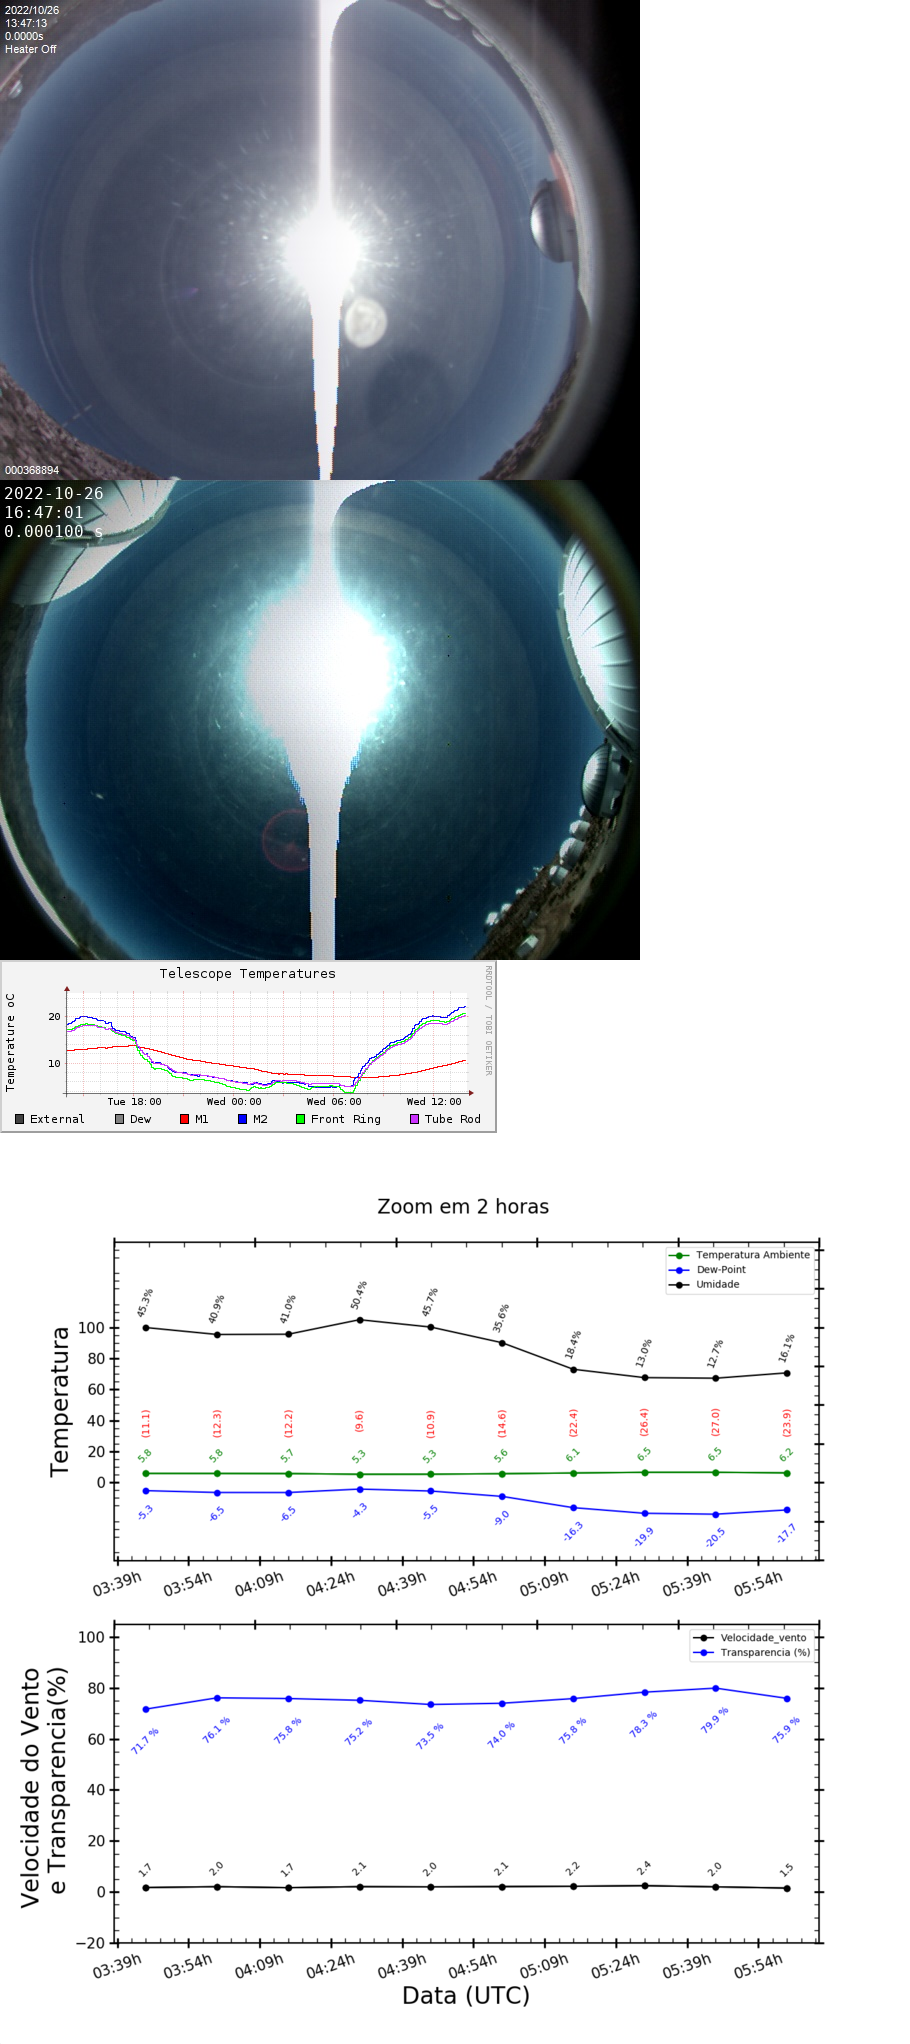 2022/10/26
13:47:13
0.0000s
Heater Off
000368894
2022-10-26
16:47:01
0.000100 s
Telescope Temperatures
RRDTOOL / TOBI OETIKER
Temperature oC
20
10
Tue 18:00 Wed 00:00 Wed 06:00 Wed 12:00
External Dew M1 M2 Front Ring Tube Rod
Zoom em 2 horas
Temperatura Ambiente
Dew-Point
Umidade
Temperatura
100
80
60
40
20
0
45.3% 40.9% 41.0% 50.4% 45.7% 35.6% 18.4% 13.0% 12.7% 16.1%
(11.1) (12.3) (12.2) (9.6) (10.9) (14.6) (22.4) (26.4) (27.0) (23.9)
5.8 5.8 5.7 5.3 5.3 5.6 6.1 6.5 6.5 6.2
-5.3 -6.5 -6.5 -4.3 -5.5 -9.0 -16.3 -19.9 -20.5 -17.7
03:39h 03:54h 04:09h 04:24h 04:39h 04:54h 05:09h 05:24h 05:39h 05:54h
Velocidade_vento
Transparencia (%)
Velocidade do Vento
e Transparencia(%)
100
80
60
40
20
0
−20
71.7 % 76.1 % 75.8 % 75.2 % 73.5 % 74.0 % 75.8 % 78.3 % 79.9 % 75.9 %
1.7 2.0 1.7 2.1 2.0 2.1 2.2 2.4 2.0 1.5
03:39h 03:54h 04:09h 04:24h 04:39h 04:54h 05:09h 05:24h 05:39h 05:54h
Data (UTC)